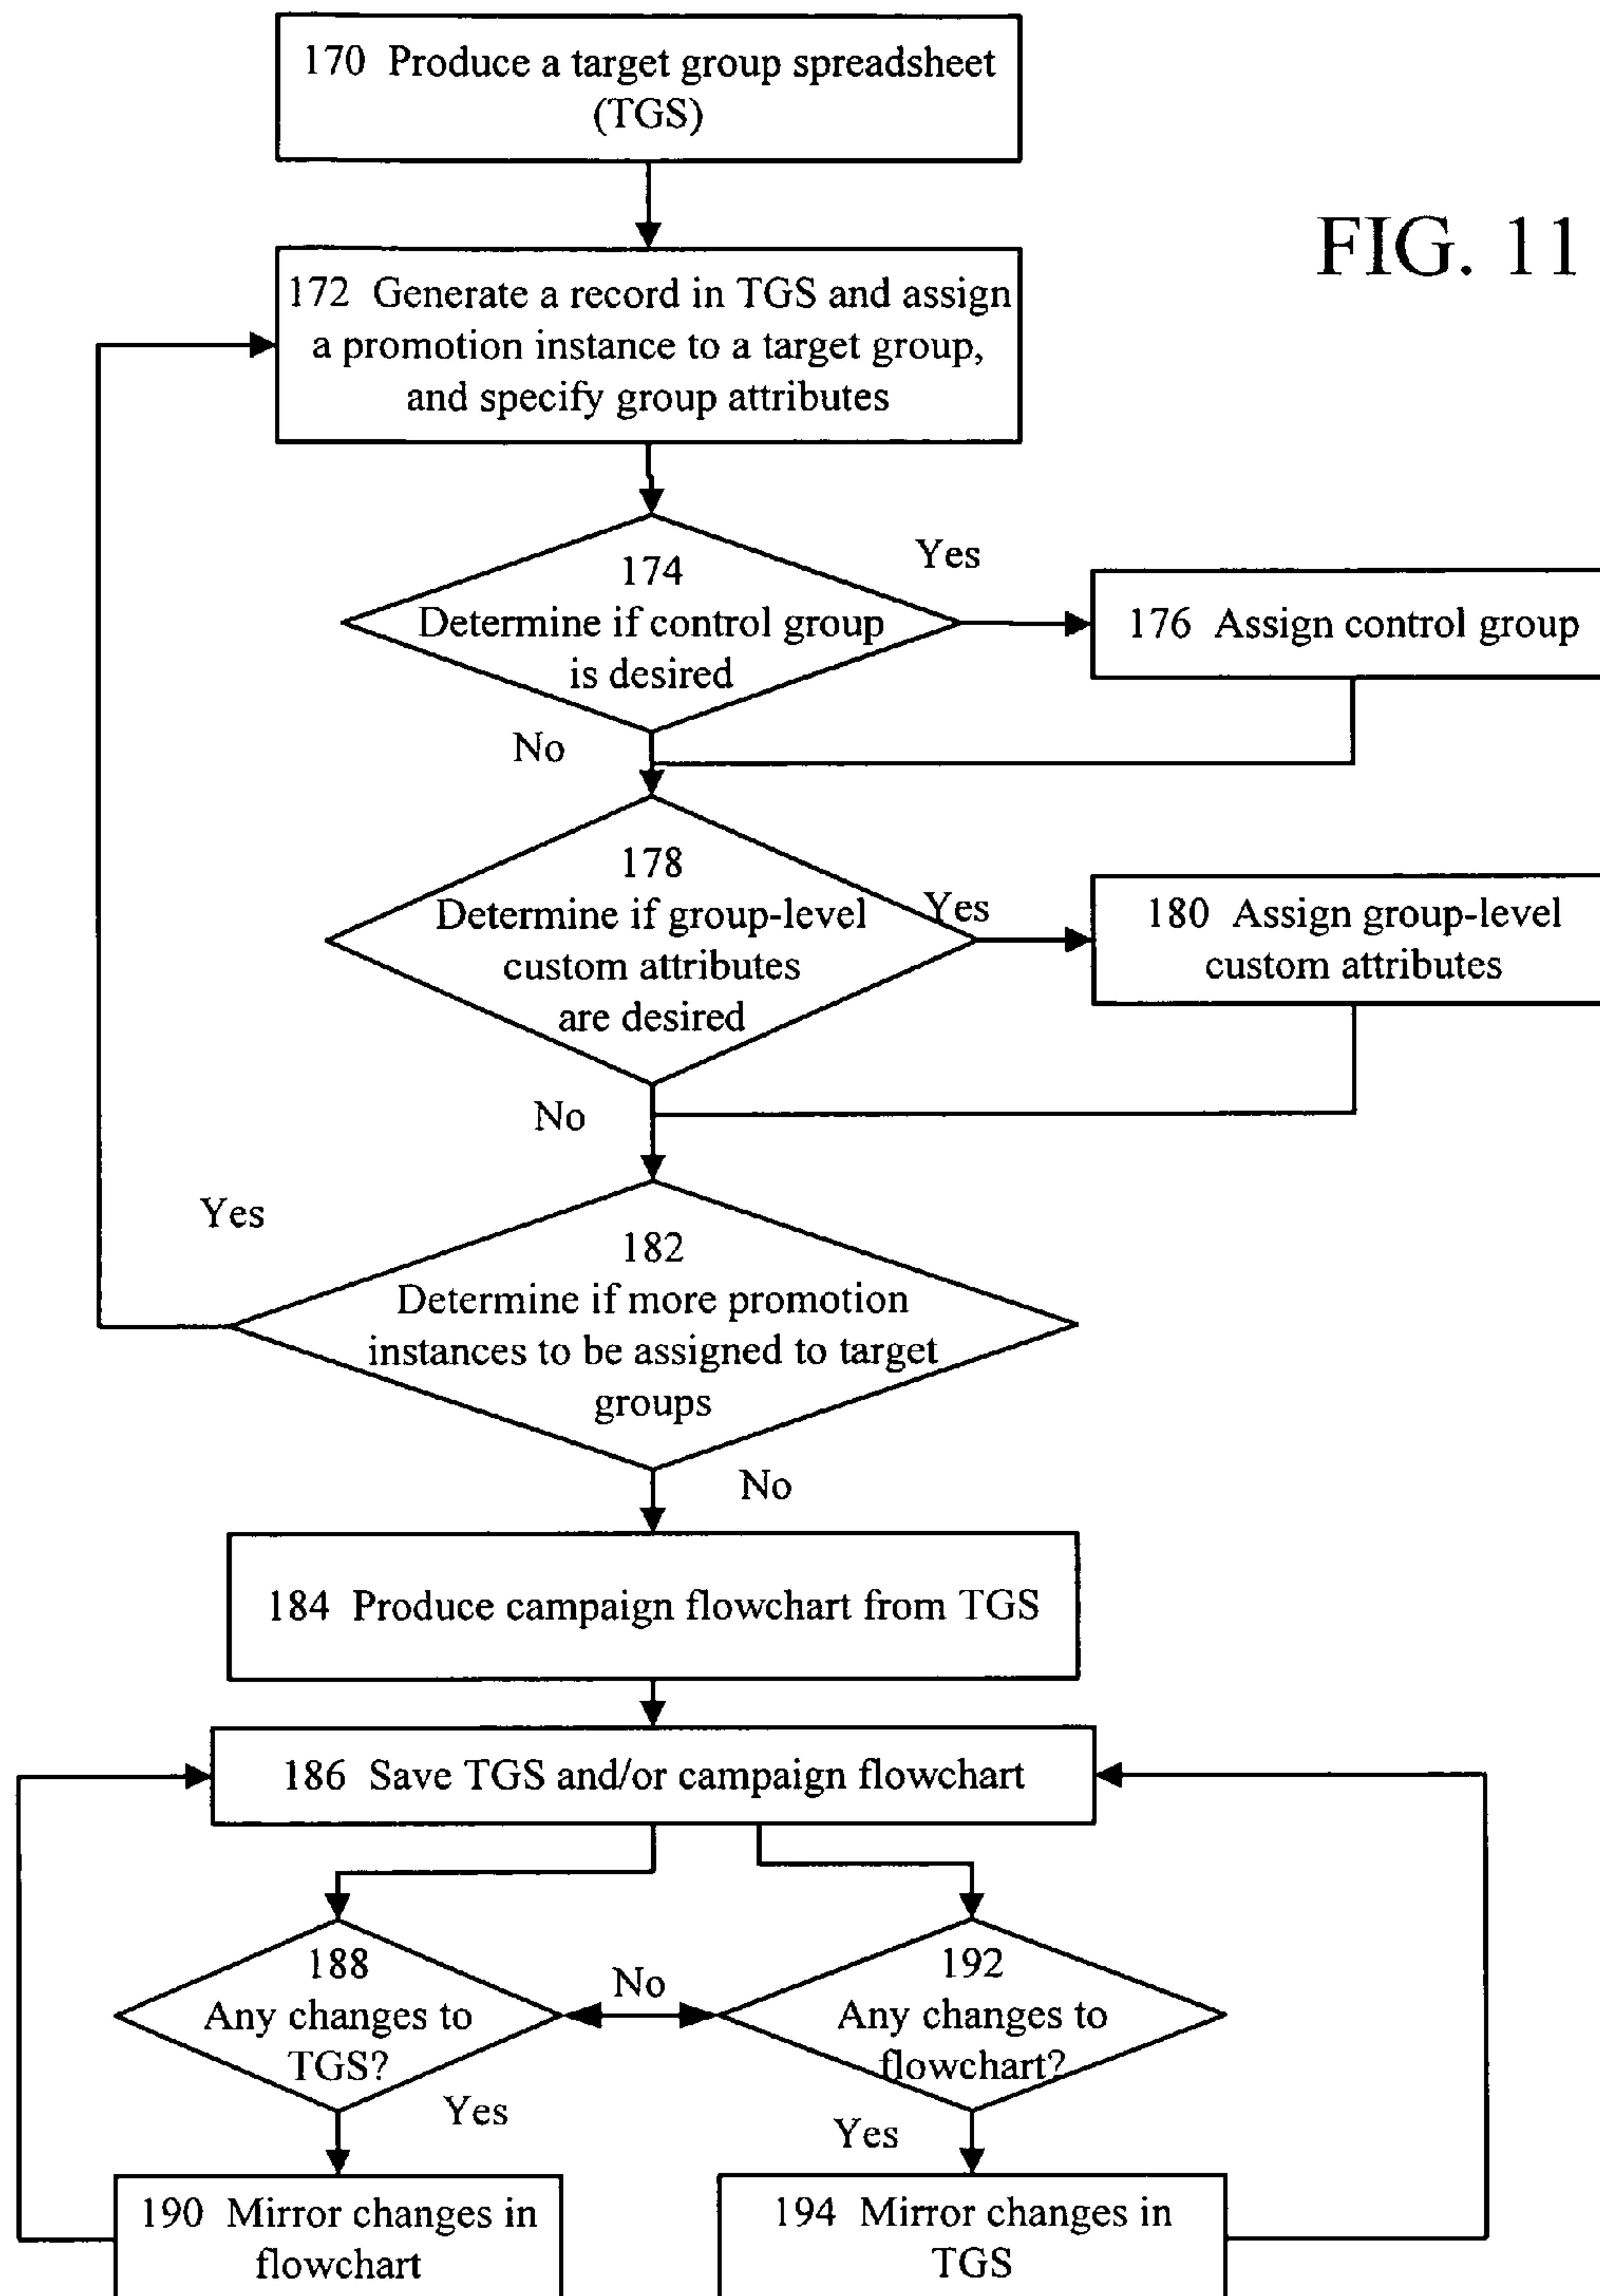 170 Produce a target group spreadsheet
(TGS)
FIG. 11
172 Generate a record in TGS and assign
a promotion instance to a target group,
and specify group attributes
174
Determine if control group
is desired
Yes
176 Assign control group
No
178
Determine if group-level
custom attributes
are desired
Yes
180 Assign group-level
custom attributes
No
Yes
182
Determine if more promotion
instances to be assigned to target
groups
No
184 Produce campaign flowchart from TGS
186 Save TGS and/or campaign flowchart
188
Any changes to
TGS?
No
192
Any changes to
flowchart?
Yes
Yes
190 Mirror changes in
flowchart
194 Mirror changes in
TGS